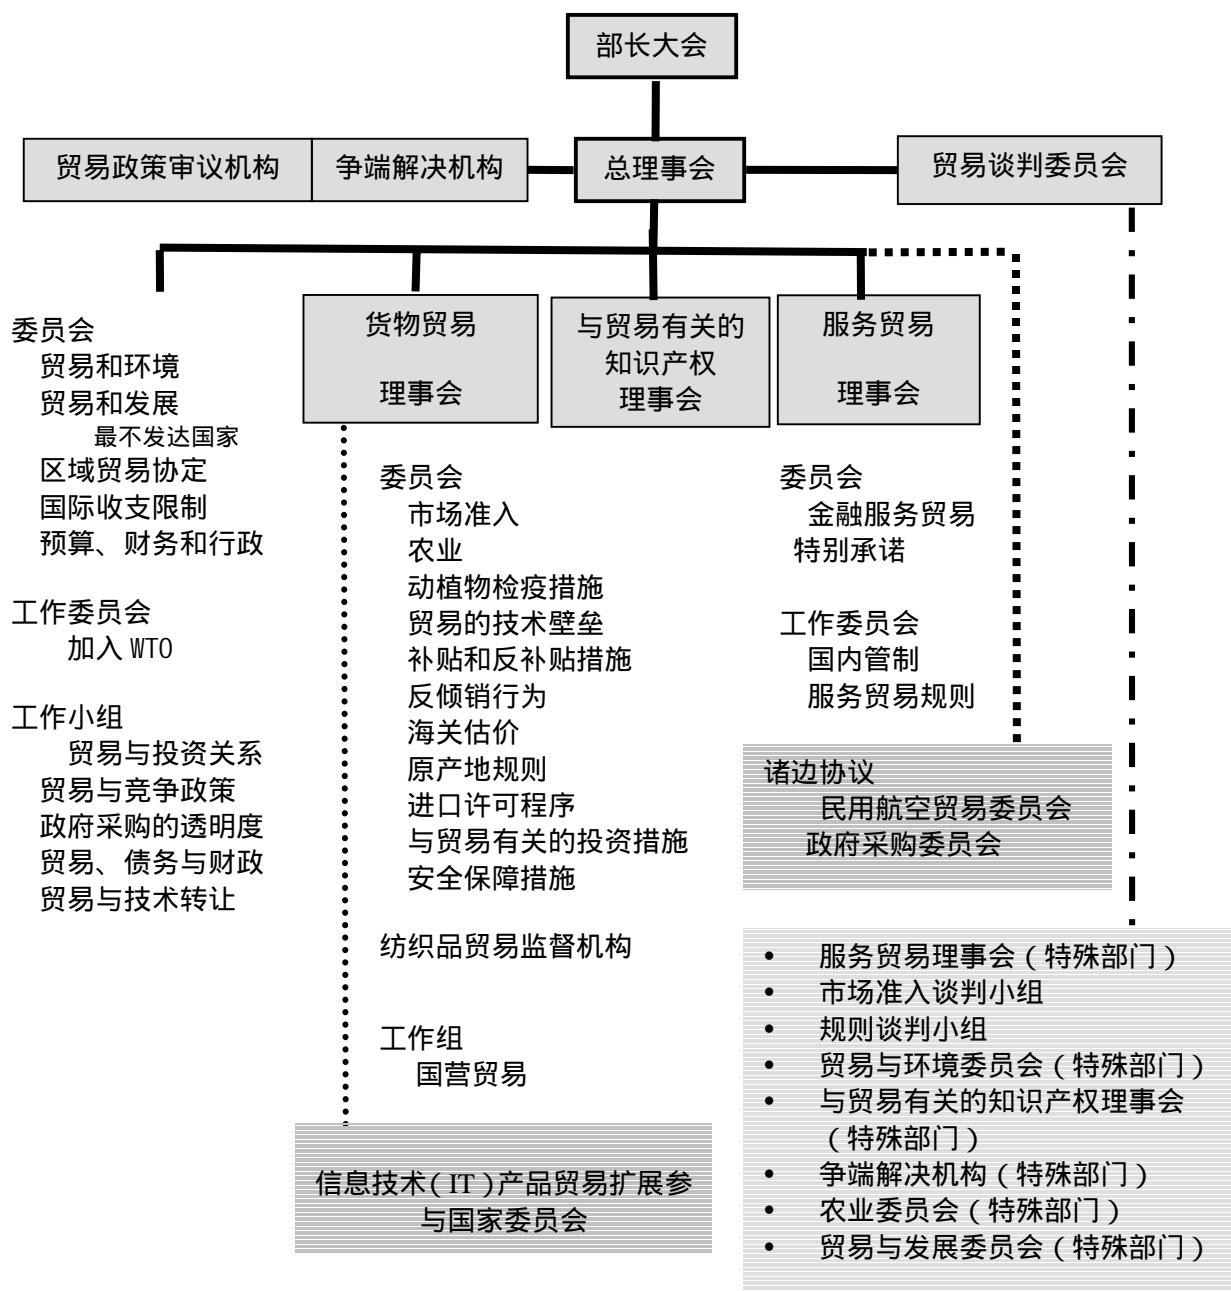 部长大会
贸易政策审议机构
争端解决机构
总理事会
贸易谈判委员会
委员会
贸易和环境
贸易和发展
最不发达国家
区域贸易协定
国际收支限制
预算、财务和行政
工作委员会
加入 WTO
工作小组
贸易与投资关系
贸易与竞争政策
政府采购的透明度
贸易、债务与财政
贸易与技术转让
货物贸易
理事会
委员会
市场准入
农业
动植物检疫措施
贸易的技术壁垒
补贴和反补贴措施
反倾销行为
海关估价
原产地规则
进口许可程序
与贸易有关的投资措施
安全保障措施
纺织品贸易监督机构
工作组
国营贸易
信息技术（IT）产品贸易扩展参
与国家委员会
与贸易有关的
知识产权
理事会
服务贸易
理事会
委员会
金融服务贸易
特别承诺
工作委员会
国内管制
服务贸易规则
诸边协议
民用航空贸易委员会
政府采购委员会
• 服务贸易理事会（特殊部门）
• 市场准入谈判小组
• 规则谈判小组
• 贸易与环境委员会（特殊部门）
• 与贸易有关的知识产权理事会
（特殊部门）
• 争端解决机构（特殊部门）
• 农业委员会（特殊部门）
• 贸易与发展委员会（特殊部门）